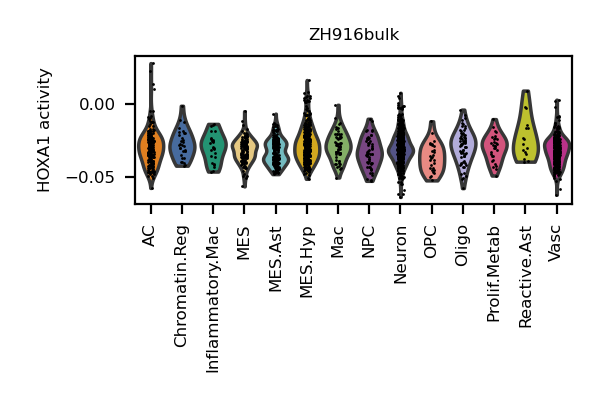 ZH916bulk
HOXA1 activity
0.00
−0.05
AC
Chromatin.Reg
Inflammatory.Mac
MES
MES.Ast
MES.Hyp
Mac
NPC
Neuron
OPC
Oligo
Prolif.Metab
Reactive.Ast
Vasc